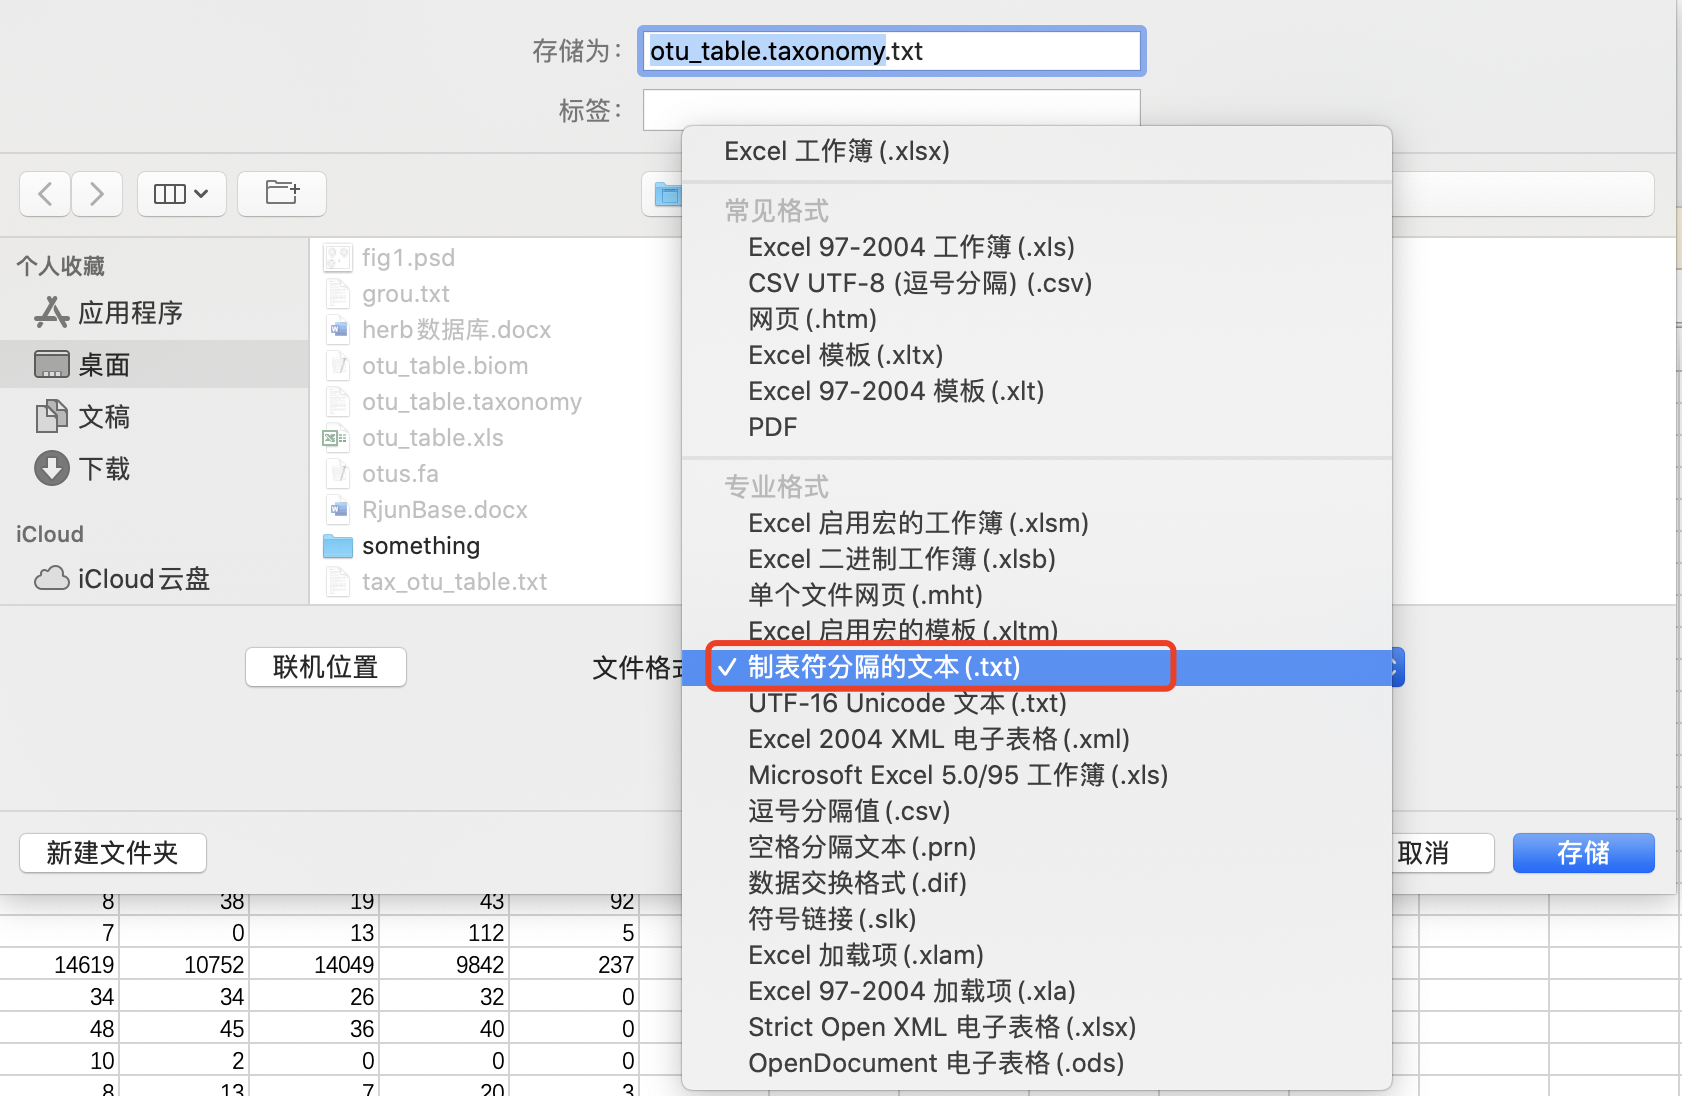 存储为：
otu_table.taxonomy.txt
标签：
Excel 工作簿 (.xlsx)
常见格式
Excel 97-2004 工作簿 (.xls)
CSV UTF-8 (逗号分隔) (.csv)
网页 (.htm)
Excel 模板 (.xltx)
Excel 97-2004 模板 (.xlt)
PDF
专业格式
Excel 启用宏的工作簿 (.xlsm)
Excel 二进制工作簿 (.xlsb)
单个文件网页 (.mht)
Excel 启用宏的模板 (.xltm)
制表符分隔的文本 (.txt)
UTF-16 Unicode 文本 (.txt)
Excel 2004 XML 电子表格 (.xml)
Microsoft Excel 5.0/95 工作簿 (.xls)
逗号分隔值 (.csv)
空格分隔文本 (.prn)
数据交换格式 (.dif)
符号链接 (.slk)
Excel 加载项 (.xlam)
Excel 97-2004 加载项 (.xla)
Strict Open XML 电子表格 (.xlsx)
OpenDocument 电子表格 (.ods)
个人收藏
应用程序
桌面
文稿
下载
iCloud
iCloud云盘
fig1.psd
grou.txt
herb数据库.docx
otu_table.biom
otu_table.taxonomy
otu_table.xls
otus.fa
RjunBase.docx
something
tax_otu_table.txt
联机位置
文件格式
新建文件夹
取消
存储
8 38 19 43 92
7 0 13 112 5
14619 10752 14049 9842 237
34 34 26 32 0
48 45 36 40 0
10 2 0 0 0
8 13 7 20 3